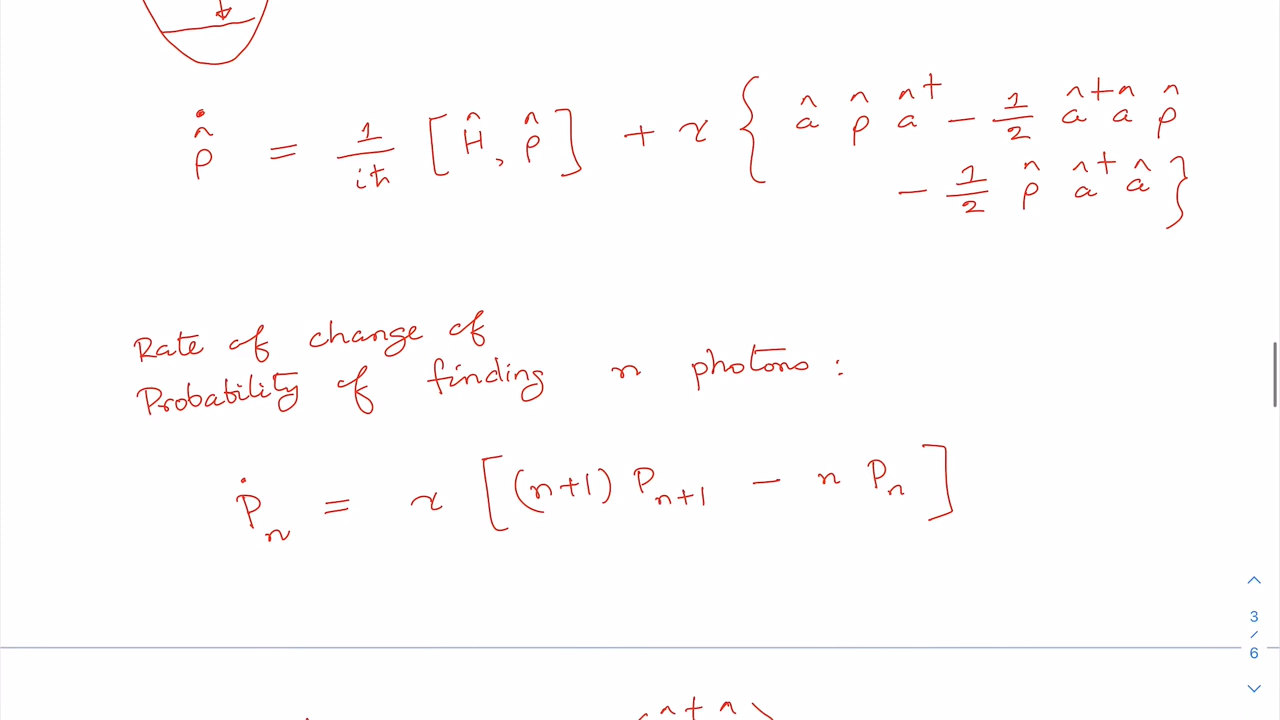 ρ̂̇ = 1/iħ [Ĥ, ρ̂] + r { â ρ̂ â† − 1/2 â†â ρ̂
− 1/2 ρ̂ â† â }
Rate of change of
Probability of finding n photons :
Ṗn = r [(n+1) Pn+1 − n Pn]
3
/
6